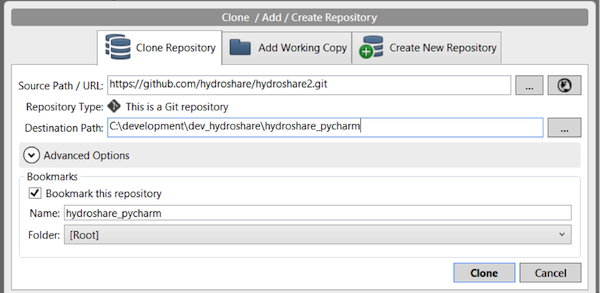 Clone / Add / Create Repository
Clone Repository
Add Working Copy
Create New Repository
Source Path / URL: https://github.com/hydroshare/hydroshare2.git ...
Repository Type: This is a Git repository
Destination Path: C:\development\dev_hydroshare\hydroshare_pycharm ...
Advanced Options
Bookmarks
Bookmark this repository
Name: hydroshare_pycharm
Folder: [Root]
Clone Cancel